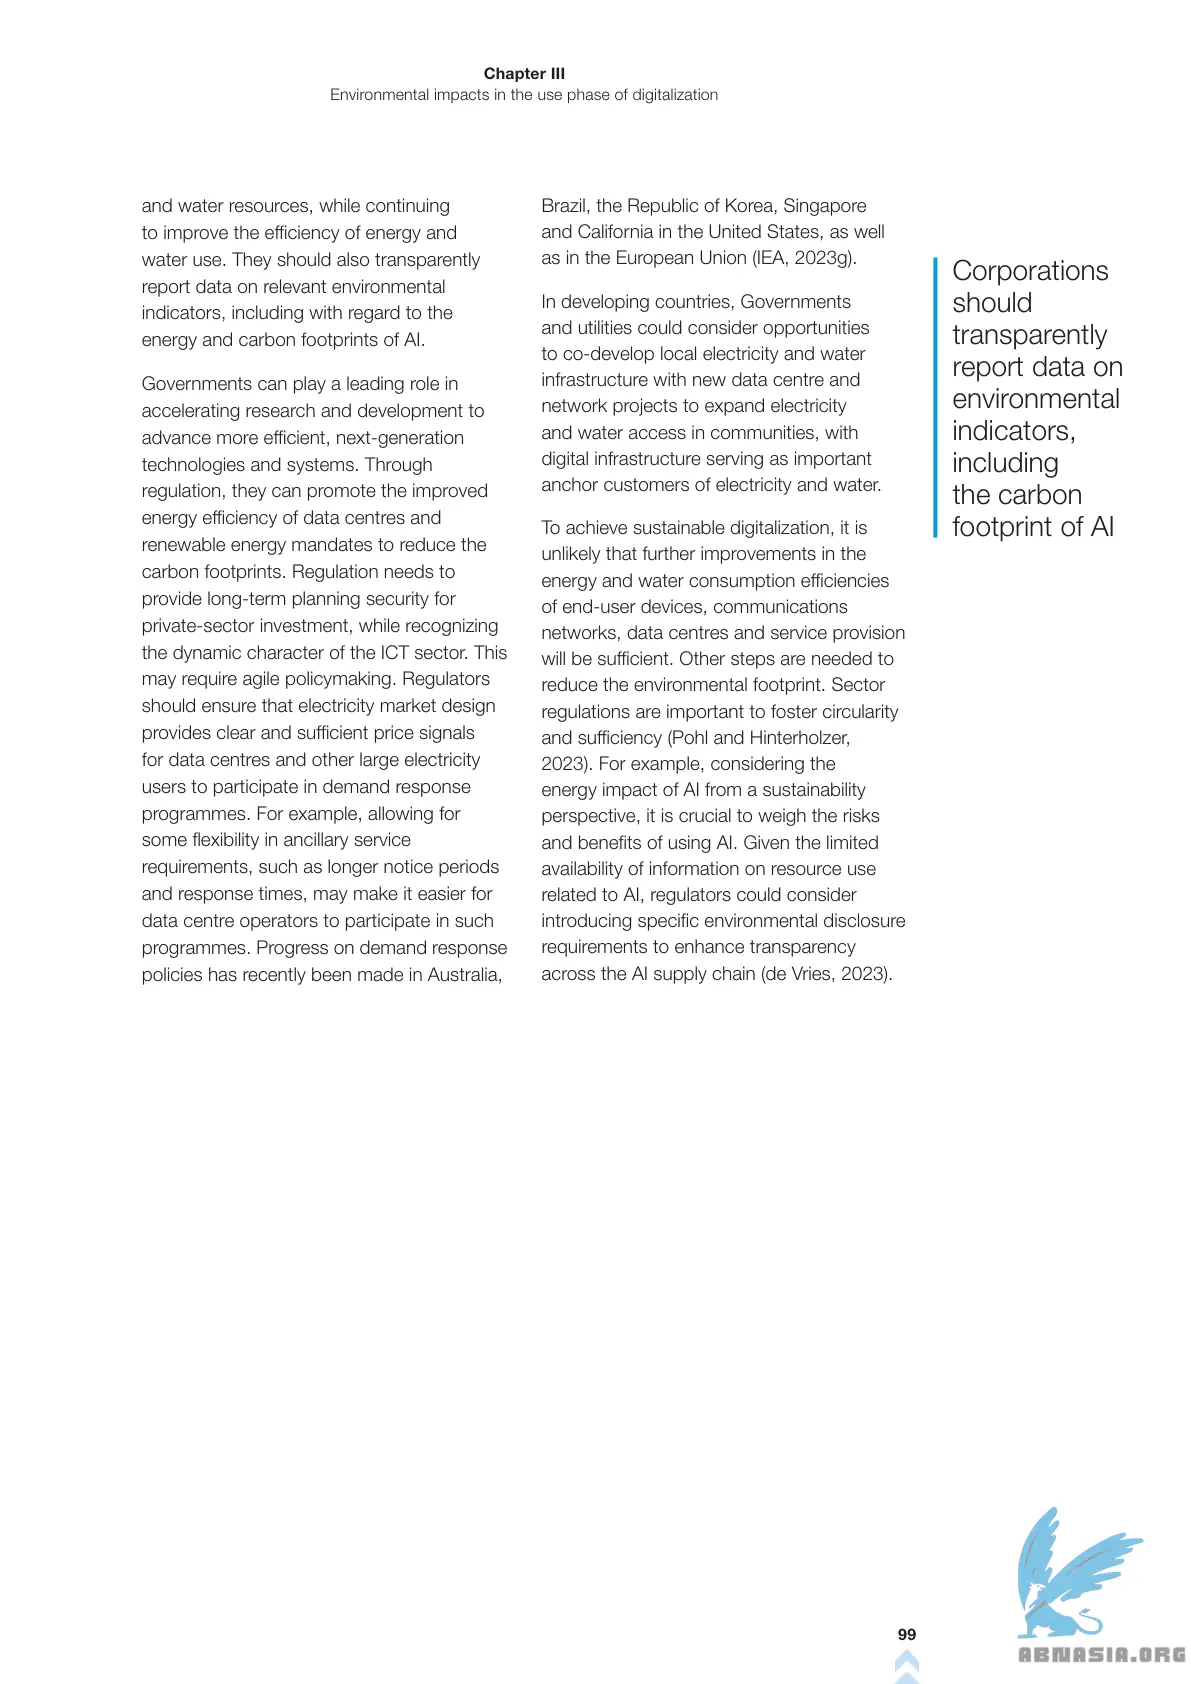 Chapter III
Environmental impacts in the use phase of digitalization
and water resources, while continuing
to improve the efficiency of energy and
water use. They should also transparently
report data on relevant environmental
indicators, including with regard to the
energy and carbon footprints of AI.
Governments can play a leading role in
accelerating research and development to
advance more efficient, next-generation
technologies and systems. Through
regulation, they can promote the improved
energy efficiency of data centres and
renewable energy mandates to reduce the
carbon footprints. Regulation needs to
provide long-term planning security for
private-sector investment, while recognizing
the dynamic character of the ICT sector. This
may require agile policymaking. Regulators
should ensure that electricity market design
provides clear and sufficient price signals
for data centres and other large electricity
users to participate in demand response
programmes. For example, allowing for
some flexibility in ancillary service
requirements, such as longer notice periods
and response times, may make it easier for
data centre operators to participate in such
programmes. Progress on demand response
policies has recently been made in Australia,
Brazil, the Republic of Korea, Singapore
and California in the United States, as well
as in the European Union (IEA, 2023g).
In developing countries, Governments
and utilities could consider opportunities
to co-develop local electricity and water
infrastructure with new data centre and
network projects to expand electricity
and water access in communities, with
digital infrastructure serving as important
anchor customers of electricity and water.
To achieve sustainable digitalization, it is
unlikely that further improvements in the
energy and water consumption efficiencies
of end-user devices, communications
networks, data centres and service provision
will be sufficient. Other steps are needed to
reduce the environmental footprint. Sector
regulations are important to foster circularity
and sufficiency (Pohl and Hinterholzer,
2023). For example, considering the
energy impact of AI from a sustainability
perspective, it is crucial to weigh the risks
and benefits of using AI. Given the limited
availability of information on resource use
related to AI, regulators could consider
introducing specific environmental disclosure
requirements to enhance transparency
across the AI supply chain (de Vries, 2023).
Corporations
should
transparently
report data on
environmental
indicators,
including
the carbon
footprint of AI
99
ABNASIA.ORG